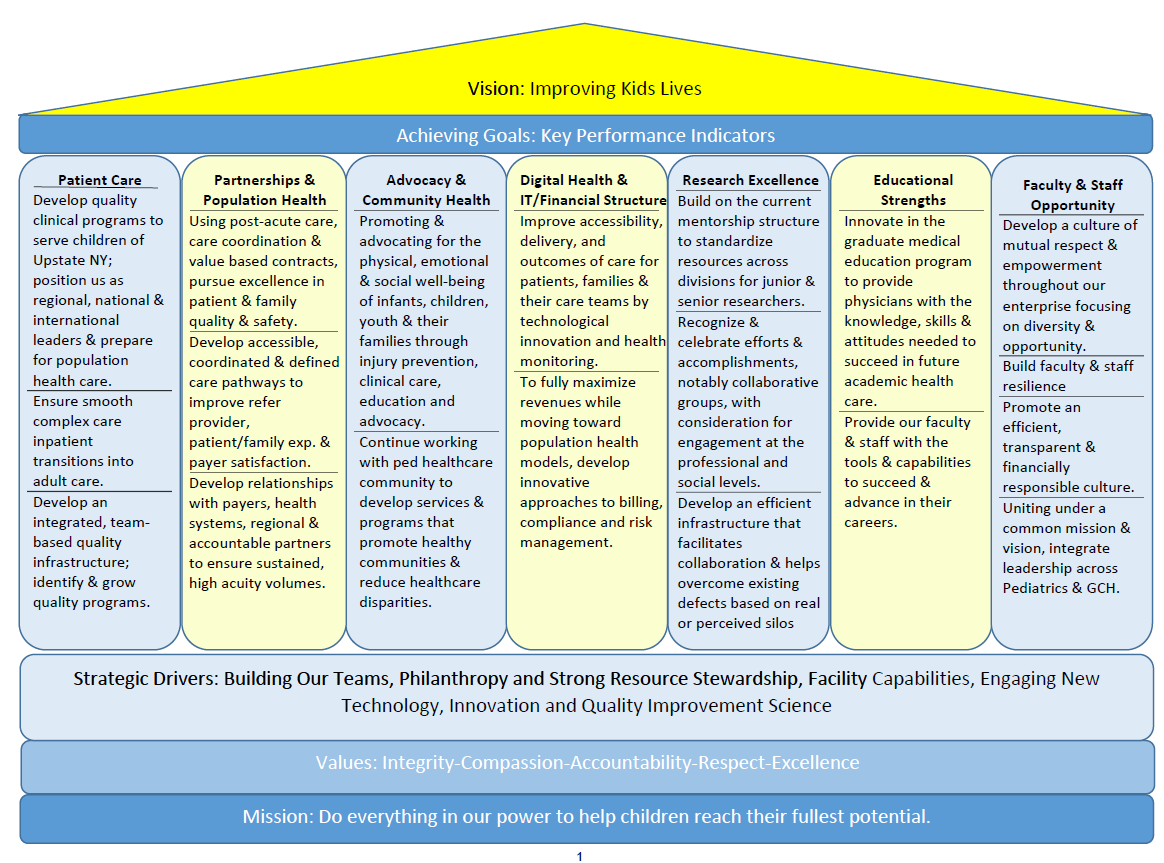 Vision: Improving Kids Lives
Achieving Goals: Key Performance Indicators
Patient Care
Develop quality
clinical programs to
serve children of
Upstate NY;
position us as
regional, national &
international
leaders & prepare
for population
health care.
Ensure smooth
complex care
inpatient
transitions into
adult care.
Develop an
integrated, team-
based quality
infrastructure;
identify & grow
quality programs.
Partnerships &
Population Health
Using post-acute care,
care coordination &
value based contracts,
pursue excellence in
patient & family
quality & safety.
Develop accessible,
coordinated & defined
care pathways to
improve refer
provider,
patient/family exp. &
payer satisfaction.
Develop relationships
with payers, health
systems, regional &
accountable partners
to ensure sustained,
high acuity volumes.
Advocacy &
Community Health
Promoting &
advocating for the
physical, emotional
& social well-being
of infants, children,
youth & their
families through
injury prevention,
clinical care,
education and
advocacy.
Continue working
with ped healthcare
community to
develop services &
programs that
promote healthy
communities &
reduce healthcare
disparities.
Digital Health &
IT/Financial Structure
Improve accessibility,
delivery, and
outcomes of care for
patients, families &
their care teams by
technological
innovation and health
monitoring.
To fully maximize
revenues while
moving toward
population health
models, develop
innovative
approaches to billing,
compliance and risk
management.
Research Excellence
Build on the current
mentorship structure
to standardize
resources across
divisions for junior &
senior researchers.
Recognize &
celebrate efforts &
accomplishments,
notably collaborative
groups, with
consideration for
engagement at the
professional and
social levels.
Develop an efficient
infrastructure that
facilitates
collaboration & helps
overcome existing
defects based on real
or perceived silos
Educational
Strengths
Innovate in the
graduate medical
education program
to provide
physicians with the
knowledge, skills &
attitudes needed to
succeed in future
academic health
care.
Provide our faculty
& staff with the
tools & capabilities
to succeed &
advance in their
careers.
Faculty & Staff
Opportunity
Develop a culture of
mutual respect &
empowerment
throughout our
enterprise focusing
on diversity &
opportunity.
Build faculty & staff
resilience
Promote an
efficient,
transparent &
financially
responsible culture.
Uniting under a
common mission &
vision, integrate
leadership across
Pediatrics & GCH.
Strategic Drivers: Building Our Teams, Philanthropy and Strong Resource Stewardship, Facility Capabilities, Engaging New
Technology, Innovation and Quality Improvement Science
Values: Integrity-Compassion-Accountability-Respect-Excellence
Mission: Do everything in our power to help children reach their fullest potential.
1